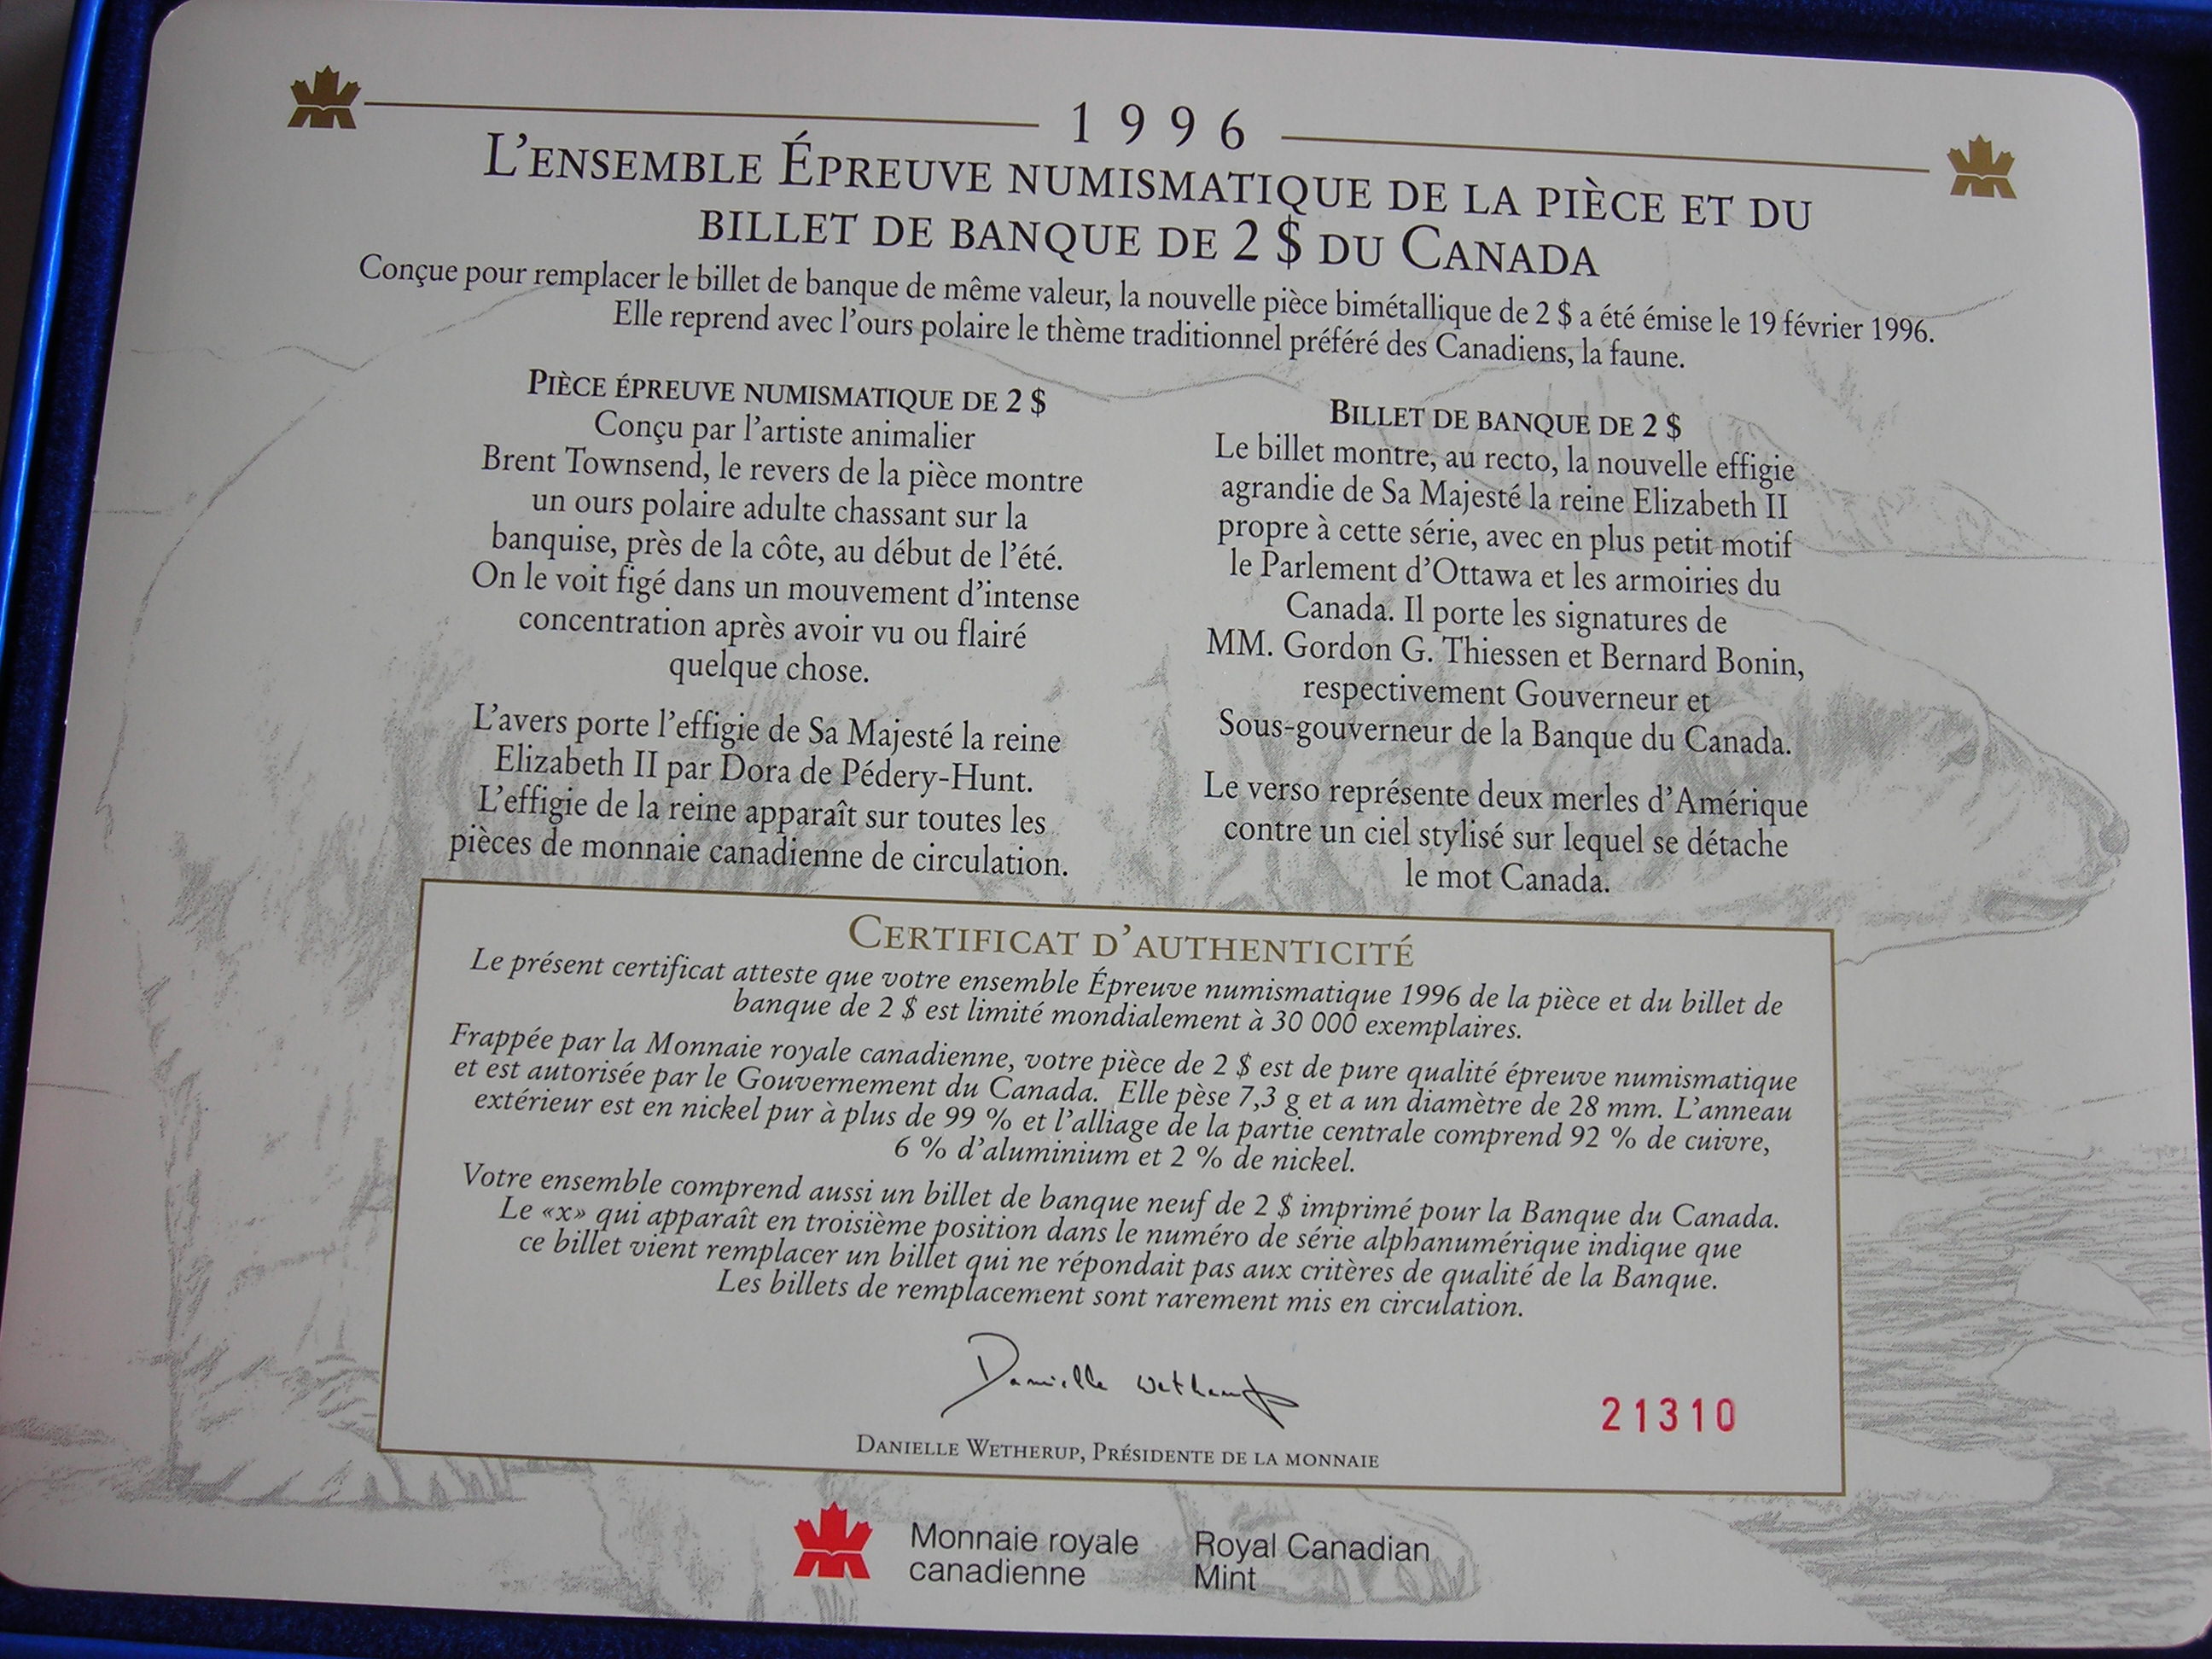 1996
L'ENSEMBLE ÉPREUVE NUMISMATIQUE DE LA PIÈCE ET DU
BILLET DE BANQUE DE 2 $ DU CANADA
Conçue pour remplacer le billet de banque de même valeur, la nouvelle pièce bimétallique de 2 $ a été émise le 19 février 1996.
Elle reprend avec l'ours polaire le thème traditionnel préféré des Canadiens, la faune.
PIÈCE ÉPREUVE NUMISMATIQUE DE 2 $
Conçu par l'artiste animalier
Brent Townsend, le revers de la pièce montre
un ours polaire adulte chassant sur la
banquise, près de la côte, au début de l'été.
On le voit figé dans un mouvement d'intense
concentration après avoir vu ou flairé
quelque chose.
L'avers porte l'effigie de Sa Majesté la reine
Elizabeth II par Dora de Pédery-Hunt.
L'effigie de la reine apparaît sur toutes les
pièces de monnaie canadienne de circulation.
BILLET DE BANQUE DE 2 $
Le billet montre, au recto, la nouvelle effigie
agrandie de Sa Majesté la reine Elizabeth II
propre à cette série, avec en plus petit motif
le Parlement d'Ottawa et les armoiries du
Canada. Il porte les signatures de
MM. Gordon G. Thiessen et Bernard Bonin,
respectivement Gouverneur et
Sous-gouverneur de la Banque du Canada.
Le verso représente deux merles d'Amérique
contre un ciel stylisé sur lequel se détache
le mot Canada.
CERTIFICAT D'AUTHENTICITÉ
Le présent certificat atteste que votre ensemble Épreuve numismatique 1996 de la pièce et du billet de
banque de 2 $ est limité mondialement à 30 000 exemplaires.
Frappée par la Monnaie royale canadienne, votre pièce de 2 $ est de pure qualité épreuve numismatique
et est autorisée par le Gouvernement du Canada. Elle pèse 7,3 g et a un diamètre de 28 mm. L'anneau
extérieur est en nickel pur à plus de 99 % et l'alliage de la partie centrale comprend 92 % de cuivre,
6 % d'aluminium et 2 % de nickel.
Votre ensemble comprend aussi un billet de banque neuf de 2 $ imprimé pour la Banque du Canada.
Le «x» qui apparaît en troisième position dans le numéro de série alphanumérique indique que
ce billet vient remplacer un billet qui ne répondait pas aux critères de qualité de la Banque.
Les billets de remplacement sont rarement mis en circulation.
Danielle Wetherup
21310
DANIELLE WETHERUP, PRÉSIDENTE DE LA MONNAIE
Monnaie royale
canadienne
Royal Canadian
Mint